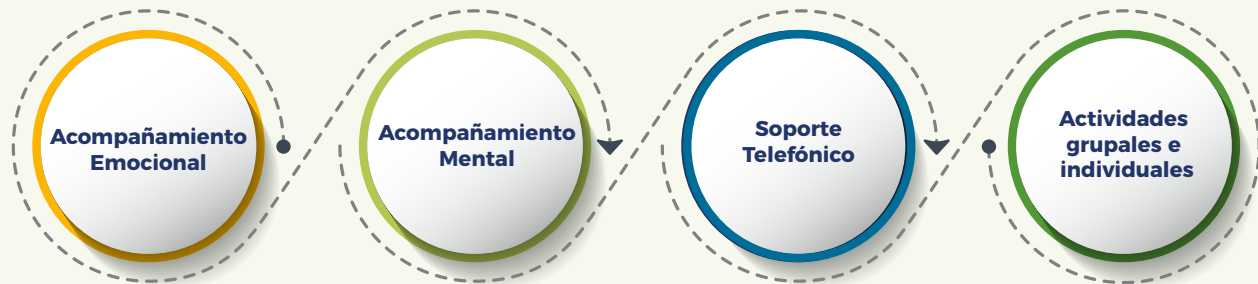 Acompañamiento
Emocional
Acompañamiento
Mental
Soporte
Telefónico
Actividades
grupales e
individuales